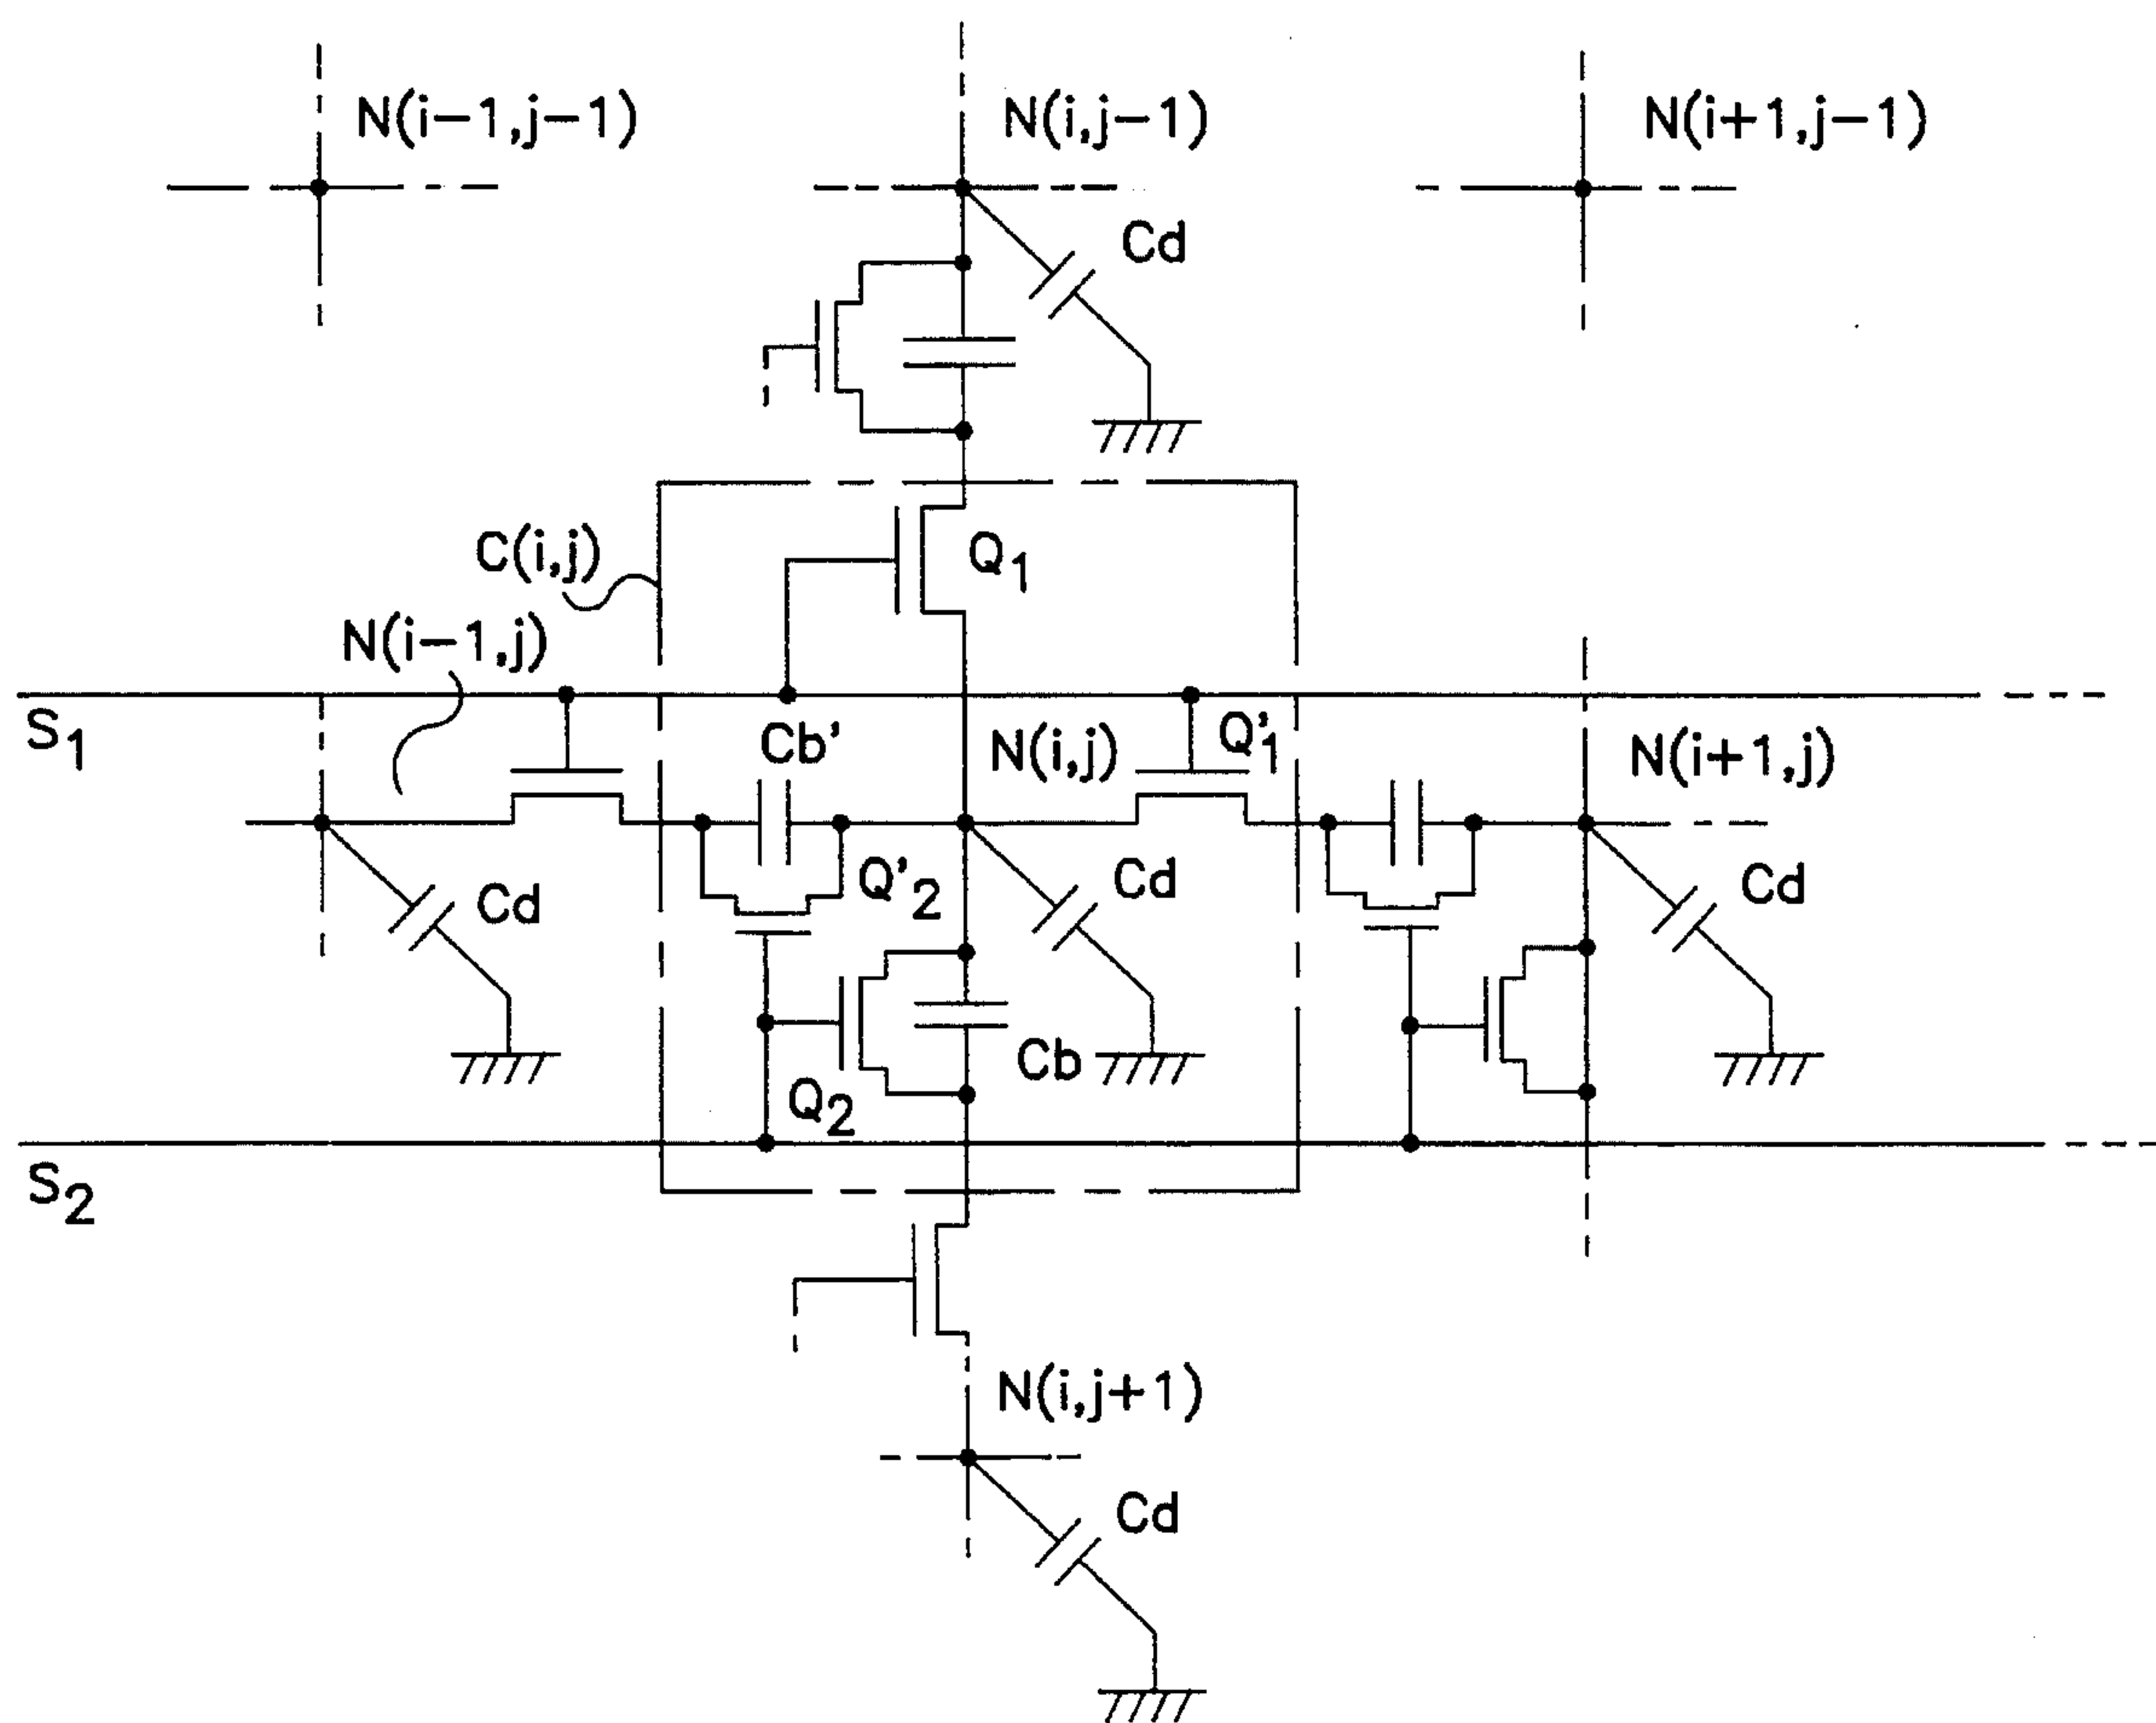 N(i-1,j-1)
N(i,j-1)
N(i+1,j-1)
Cd
C(i,j)
Q1
N(i-1,j)
S1
Cb'
N(i,j)
Q'1
N(i+1,j)
Cd
Q'2
Cd
Cd
Cb
Q2
S2
N(i,j+1)
Cd